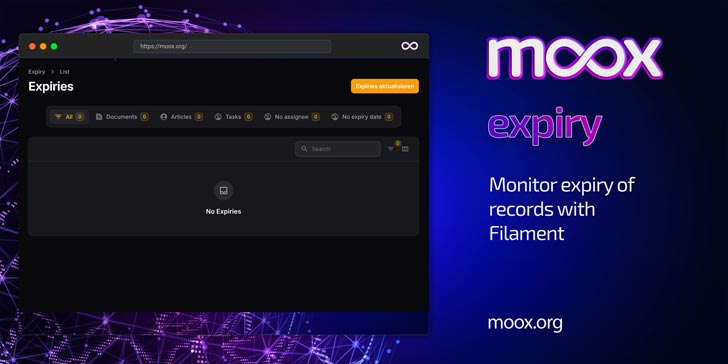 https://moox.org/
Expiry > List
Expiries
Expiries aktualisieren
All 0 Documents 0 Articles 0 Tasks 0 No assignee 0 No expiry date 0
Search
0
No Expiries
moox
expiry
Monitor expiry of
records with
Filament
moox.org